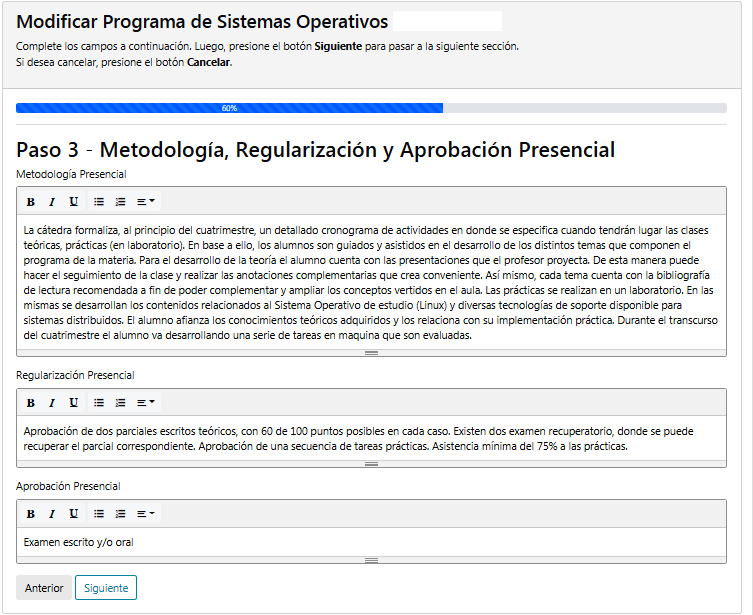 Modificar Programa de Sistemas Operativos
Complete los campos a continuación. Luego, presione el botón Siguiente para pasar a la siguiente sección.
Si desea cancelar, presione el botón Cancelar.
60%
Paso 3 - Metodología, Regularización y Aprobación Presencial
Metodología Presencial
B I U
La cátedra formaliza, al principio del cuatrimestre, un detallado cronograma de actividades en donde se especifica cuando tendrán lugar las clases
teóricas, prácticas (en laboratorio). En base a ello, los alumnos son guiados y asistidos en el desarrollo de los distintos temas que componen el
programa de la materia. Para el desarrollo de la teoría el alumno cuenta con las presentaciones que el profesor proyecta. De esta manera puede
hacer el seguimiento de la clase y realizar las anotaciones complementarias que crea conveniente. Así mismo, cada tema cuenta con la bibliografía
de lectura recomendada a fin de poder complementar y ampliar los conceptos vertidos en el aula. Las prácticas se realizan en un laboratorio. En las
mismas se desarrollan los contenidos relacionados al Sistema Operativo de estudio (Linux) y diversas tecnologías de soporte disponible para
sistemas distribuidos. El alumno afianza los conocimientos teóricos adquiridos y los relaciona con su implementación práctica. Durante el transcurso
del cuatrimestre el alumno va desarrollando una serie de tareas en maquina que son evaluadas.
Regularización Presencial
B I U
Aprobación de dos parciales escritos teóricos, con 60 de 100 puntos posibles en cada caso. Existen dos examen recuperatorio, donde se puede
recuperar el parcial correspondiente. Aprobación de una secuencia de tareas prácticas. Asistencia mínima del 75% a las prácticas.
Aprobación Presencial
B I U
Examen escrito y/o oral
Anterior Siguiente